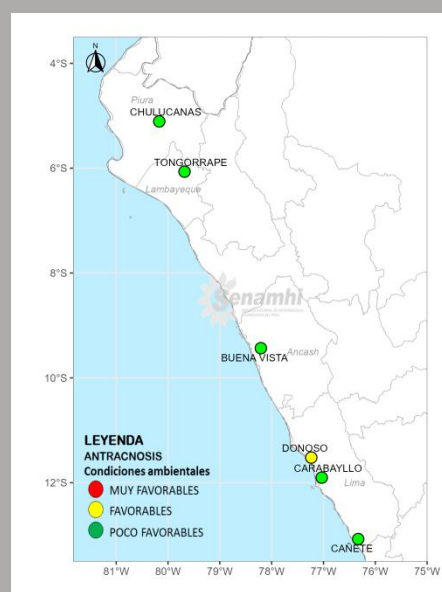 N
4°S
Piura
CHULUCANAS
6°S
TONGORRAPE
Lambayeque
8°S
Senamhi
BUENA VISTA
Ancash
10°S
DONOSO
CARABAYLLO
Lima
12°S
CAÑETE
LEYENDA
ANTRACNOSIS
Condiciones ambientales
MUY FAVORABLES
FAVORABLES
POCO FAVORABLES
81°W 80°W 79°W 78°W 77°W 76°W 75°W